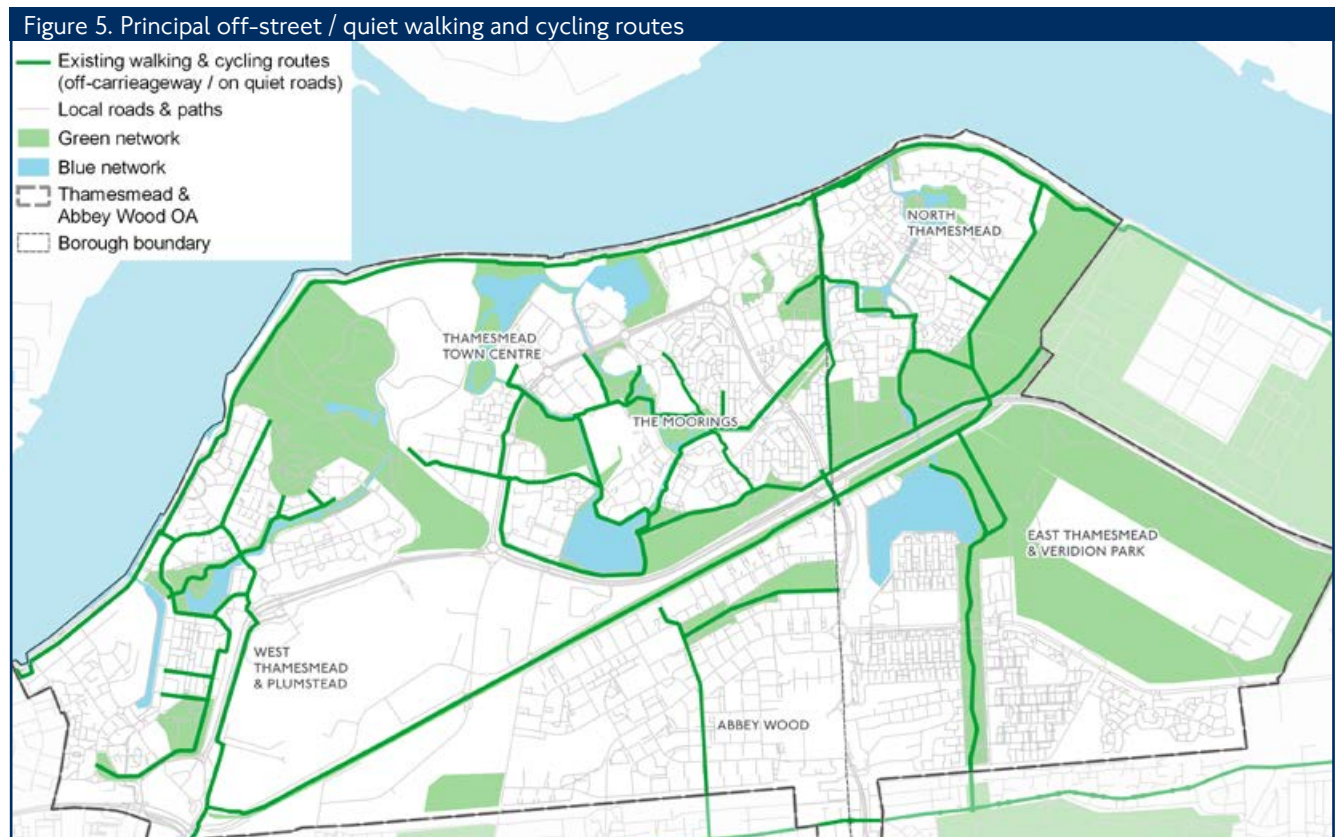 Figure 5. Principal off-street / quiet walking and cycling routes
Existing walking & cycling routes
(off-carrieageway / on quiet roads)
Local roads & paths
Green network
Blue network
Thamesmead &
Abbey Wood OA
Borough boundary
NORTH
THAMESMEAD
THAMESMEAD
TOWN CENTRE
THE MOORINGS
EAST THAMESMEAD
& VERIDION PARK
WEST
THAMESMEAD
& PLUMSTEAD
ABBEY WOOD